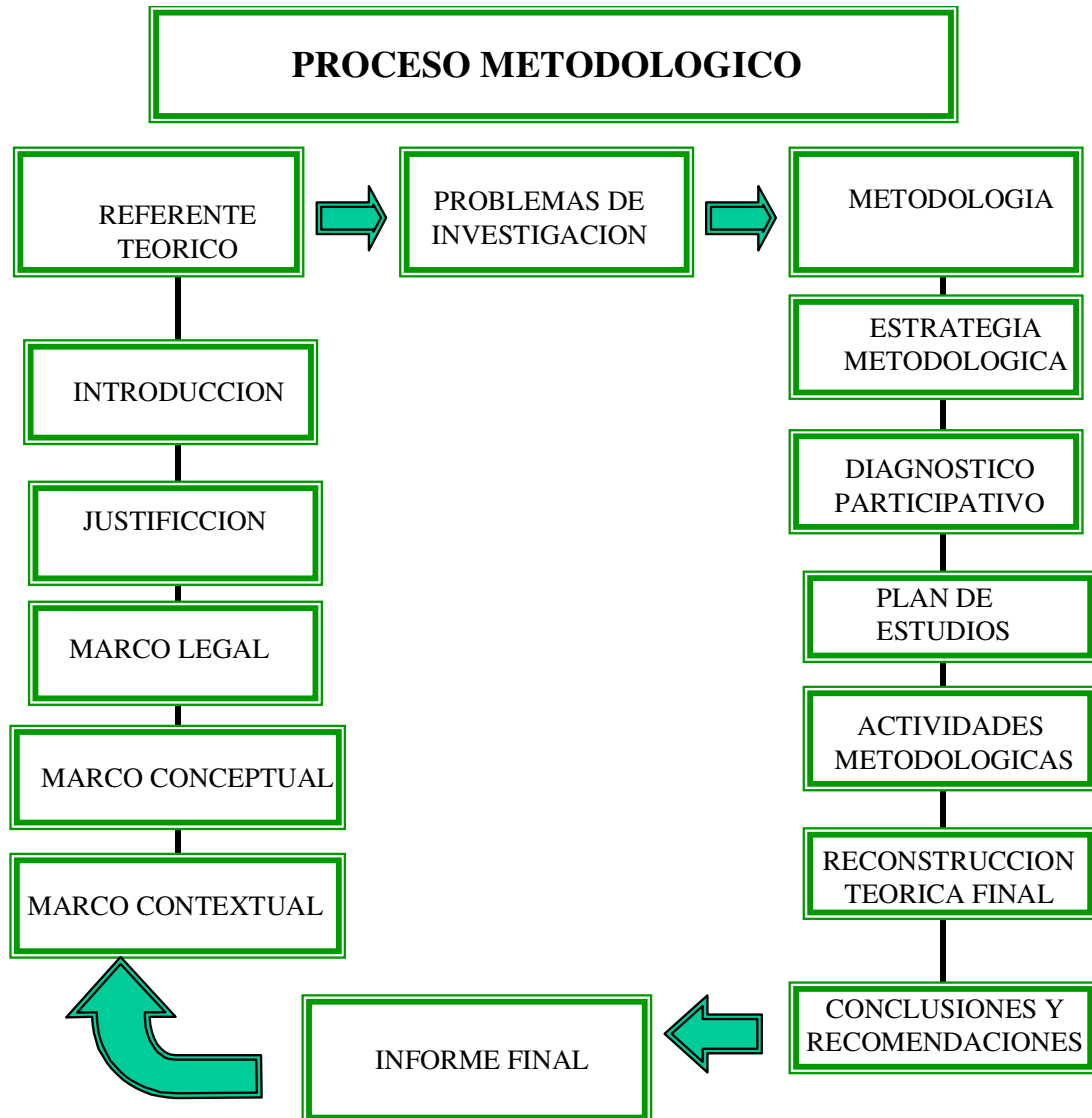 PROCESO METODOLOGICO
REFERENTE
TEORICO
PROBLEMAS DE
INVESTIGACION
METODOLOGIA
INTRODUCCION
JUSTIFICCION
MARCO LEGAL
MARCO CONCEPTUAL
MARCO CONTEXTUAL
ESTRATEGIA
METODOLOGICA
DIAGNOSTICO
PARTICIPATIVO
PLAN DE
ESTUDIOS
ACTIVIDADES
METODOLOGICAS
RECONSTRUCCION
TEORICA FINAL
CONCLUSIONES Y
RECOMENDACIONES
INFORME FINAL